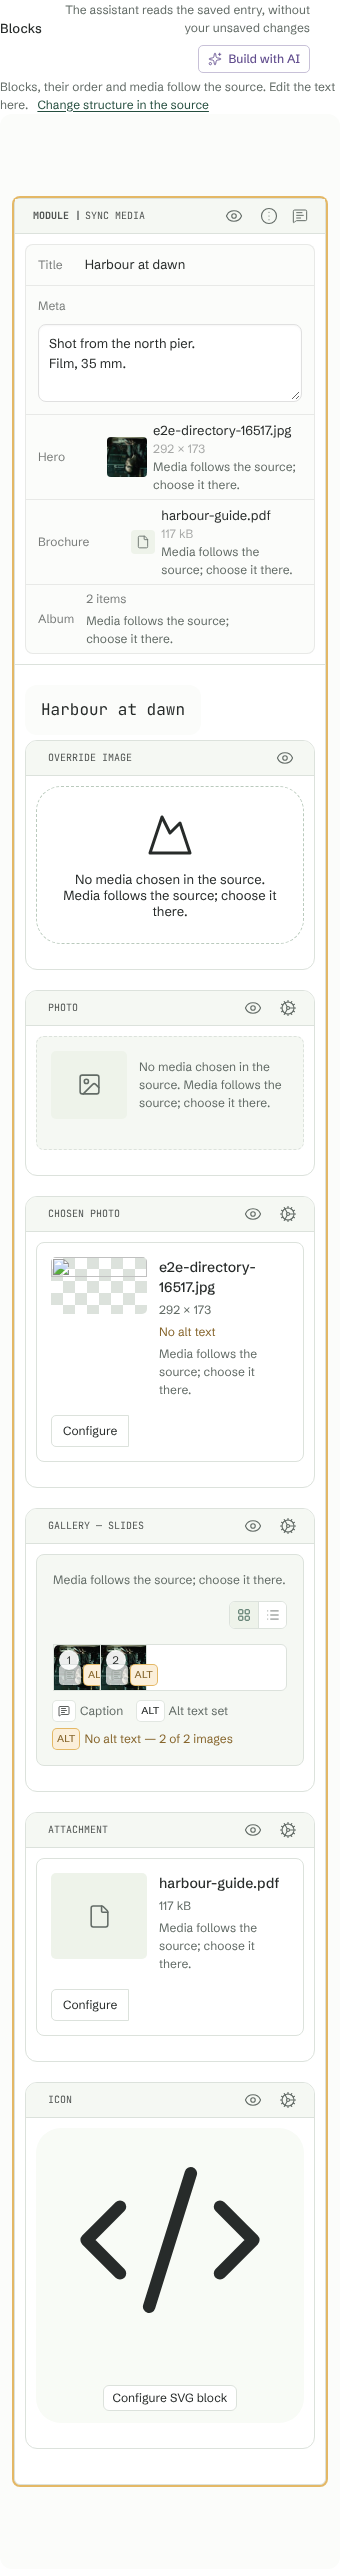 The assistant reads the saved entry, without
Blocks
your unsaved changes
Build with AI
Blocks, their order and media follow the source. Edit the text
here. Change structure in the source
MODULE | SYNC MEDIA
Title Harbour at dawn
Meta
Shot from the north pier.
Film, 35 mm.
Hero
e2e-directory-16517.jpg
292 × 173
Media follows the source;
choose it there.
Brochure
harbour-guide.pdf
117 kB
Media follows the
source; choose it there.
Album
2 items
Media follows the source;
choose it there.
Harbour at dawn
OVERRIDE IMAGE
No media chosen in the source.
Media follows the source; choose it
there.
PHOTO
No media chosen in the
source. Media follows the
source; choose it there.
CHOSEN PHOTO
e2e-directory-
16517.jpg
292 × 173
No alt text
Media follows the
source; choose it
there.
Configure
GALLERY — SLIDES
Media follows the source; choose it there.
1 2
AL ALT
Caption ALT Alt text set
ALT No alt text — 2 of 2 images
ATTACHMENT
harbour-guide.pdf
117 kB
Media follows the
source; choose it
there.
Configure
ICON
Configure SVG block